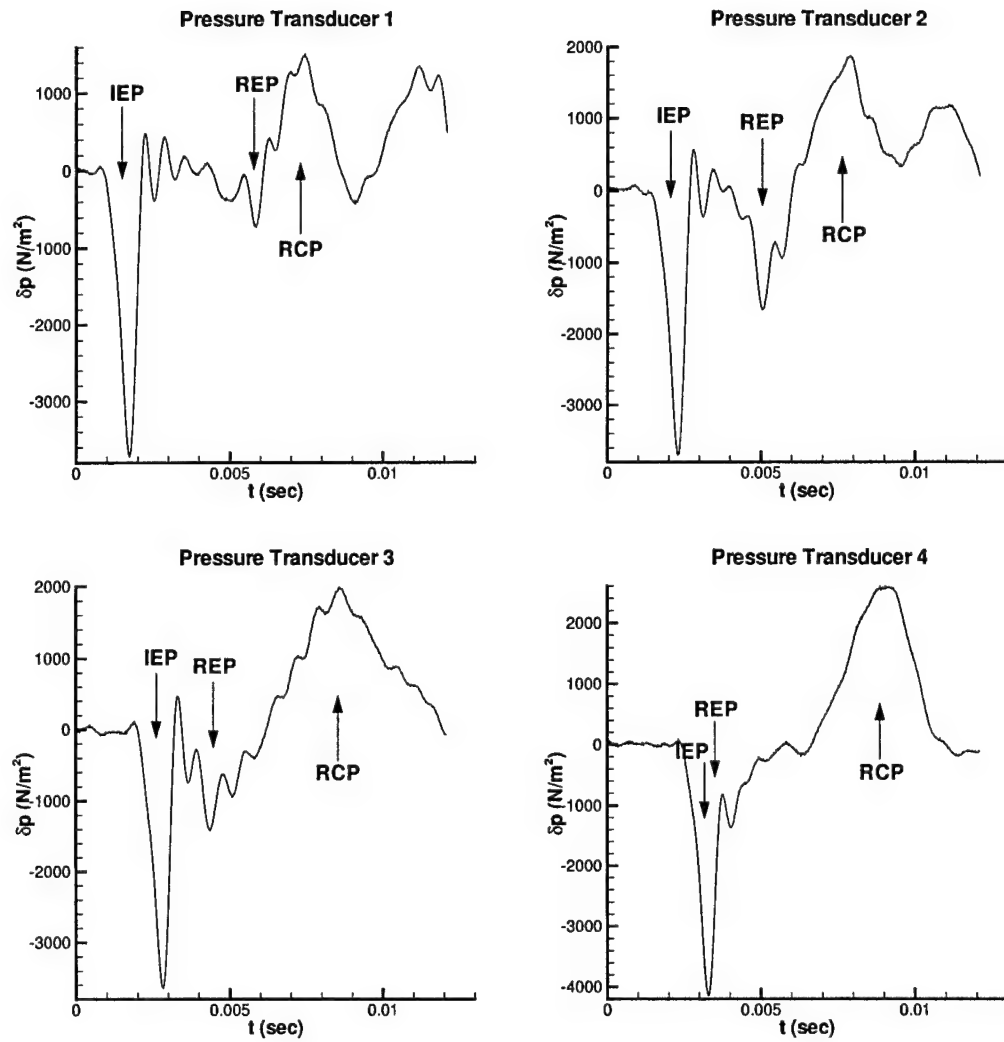 Pressure Transducer 1
1000
0
-1000
-2000
-3000
δp (N/m²)
IEP
REP
RCP
0
0.005
0.01
t (sec)
Pressure Transducer 2
2000
1000
0
-1000
-2000
-3000
δp (N/m²)
IEP
REP
RCP
0
0.005
0.01
t (sec)
Pressure Transducer 3
2000
1000
0
-1000
-2000
-3000
δp (N/m²)
IEP
REP
RCP
0
0.005
0.01
t (sec)
Pressure Transducer 4
2000
1000
0
-1000
-2000
-3000
-4000
δp (N/m²)
REP
IEP
RCP
0
0.005
0.01
t (sec)